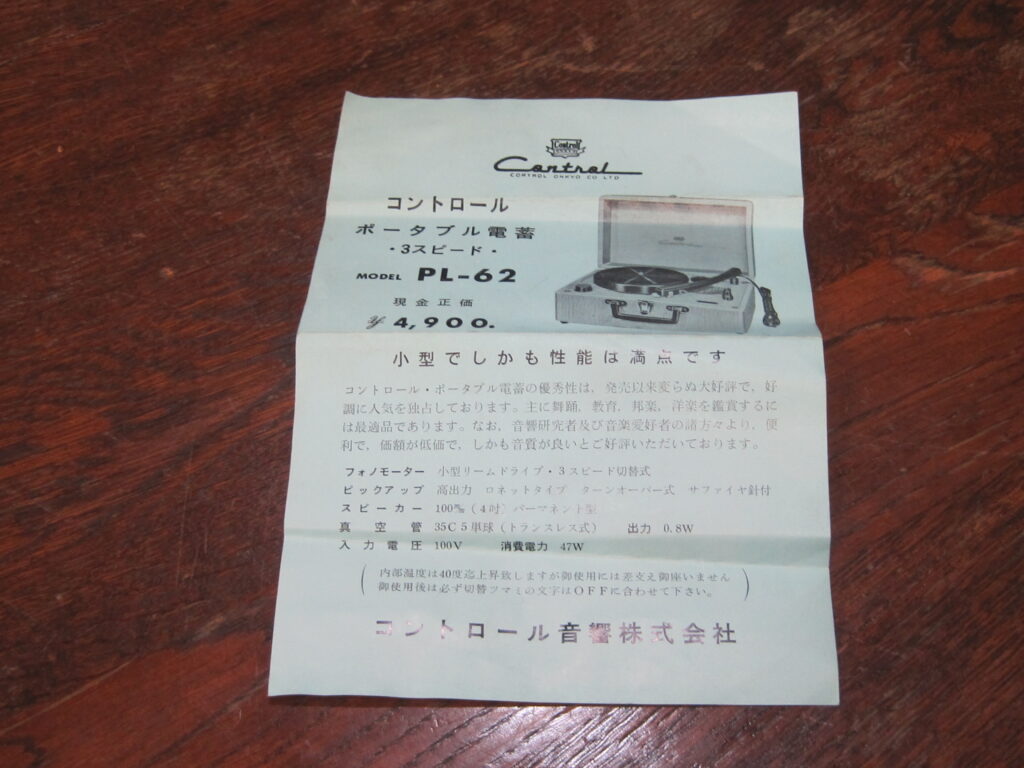 Control
Control
CONTROL ONKYO CO LTD
コントロール
ポータブル電蓄
・3スピード・
MODEL PL-62
現金正価
¥ 4,900.
小型でしかも性能は満点です
コントロール・ポータブル電蓄の優秀性は、発売以来変らぬ大好評で、好
調に人気を独占しております。主に舞踊、教育、邦楽、洋楽を鑑賞するに
は最適品であります。なお、音響研究者及び音楽愛好者の諸方々より、便
利で、価額が低価で、しかも音質が良いとご好評いただいております。
フォノモーター 小型リームドライブ・3スピード切替式
ピックアップ 高出力 ロネットタイプ ターンオーバー式 サファイヤ針付
スピーカー 100㎜(4吋)パーマネント型
真空管 35C5単球(トランスレス式) 出力 0.8W
入力電圧 100V 消費電力 47W
(内部温度は40度迄上昇致しますが御使用には差支え御座いません
御使用後は必ず切替ツマミの文字はOFFに合わせて下さい。)
コントロール音響株式会社